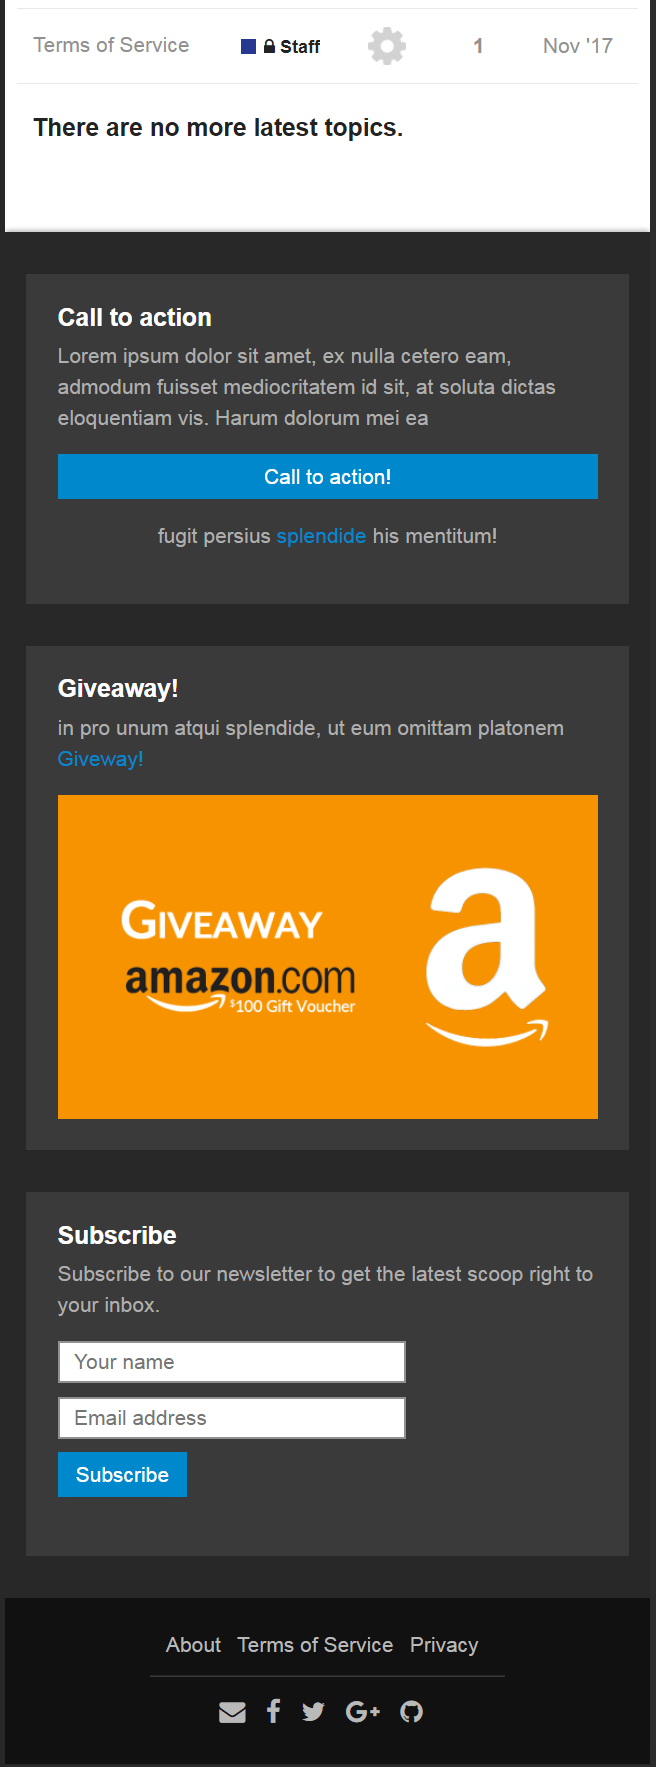 Terms of Service Staff 1 Nov '17
There are no more latest topics.
Call to action
Lorem ipsum dolor sit amet, ex nulla cetero eam,
admodum fuisset mediocritatem id sit, at soluta dictas
eloquentiam vis. Harum dolorum mei ea
Call to action!
fugit persius splendide his mentitum!
Giveaway!
in pro unum atqui splendide, ut eum omittam platonem
Giveway!
GIVEAWAY
amazon.com
$100 Gift Voucher
a
Subscribe
Subscribe to our newsletter to get the latest scoop right to
your inbox.
Your name
Email address
Subscribe
About Terms of Service Privacy